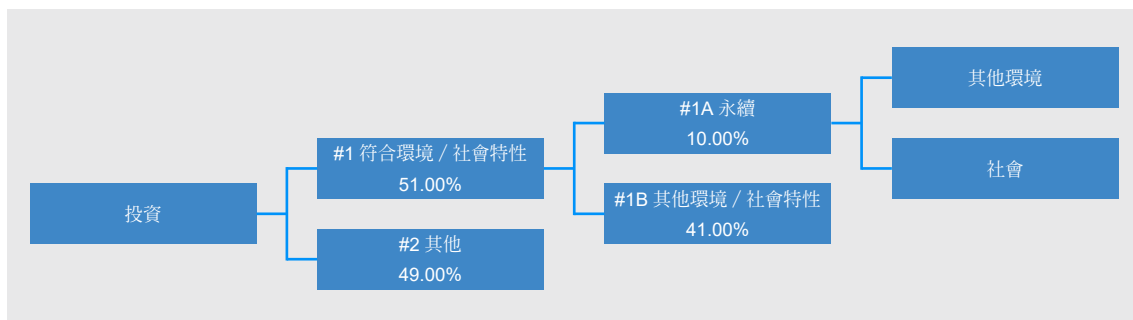 投資
#1 符合環境 / 社會特性
51.00%
#2 其他
49.00%
#1A 永續
10.00%
#1B 其他環境 / 社會特性
41.00%
其他環境
社會